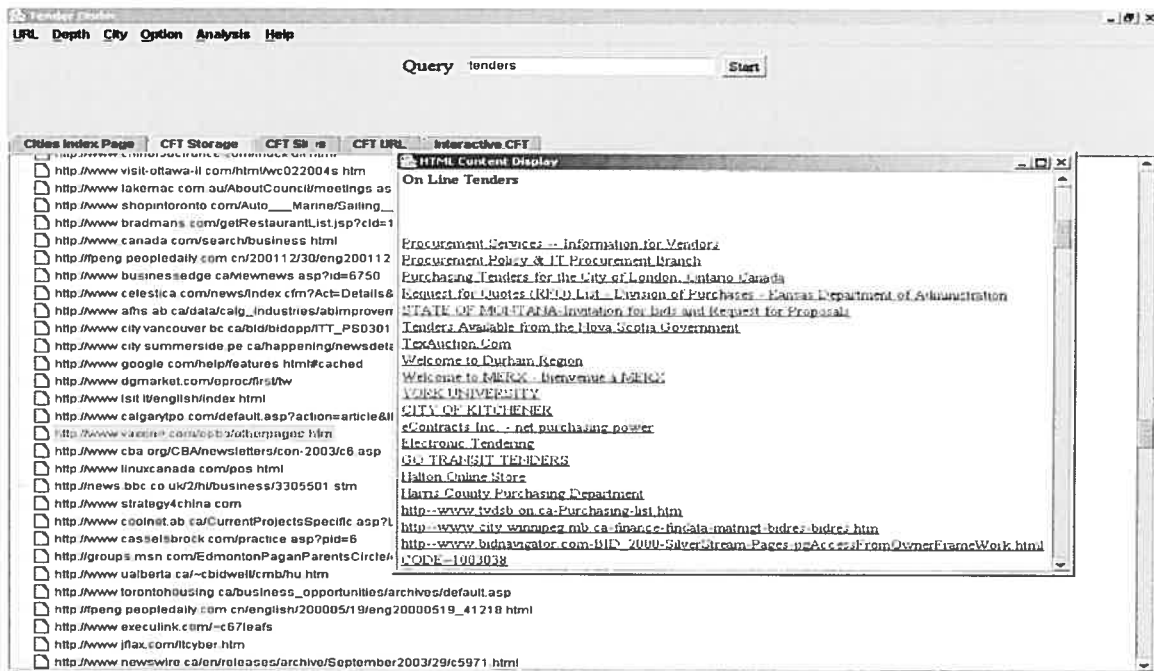 URL Depth City Option Analysis Help
Query tenders Start
Cities Index Page CFT Storage CFT CFT URL Interactive CFT
http://www visit-ottawa-il com/html/wc022004s htm
http://www lakemac com au/AboutCouncil/meetings as
http://www shopintoronto com/Auto___Marine/Sailing_
http://www bradmans com/getRestaurantList.jsp?cid=1
http://www canada com/search/business html
http://fpeng peopledaily com cn/200112/30/eng200112
http://www businessedge ca/viewnews asp?id=6750
http://www celestica com/news/index cfm?Act=Details&
http://www afhs ab ca/data/calg_industries/abimprovem
http://www city vancouver bc ca/bid/bidopp/ITT_PS0301
http://www city summerside pe ca/happening/newsdeta
http://www google com/help/features html#cached
http://www dgmarket com/eproc/first/tw
http://www lsit it/english/index html
http://www calgarytpo com/default.asp?action=article&
http://www cba org/CBA/newsletters/con-2003/c6 asp
http://www linuxcanada com/pos html
http://news bbc co uk/2/hi/business/3305501 stm
http://www strategy4china com
http://www coolnet.ab ca/CurrentProjectsSpecific asp?
http://www casselsbrock com/practice asp?pid=6
http://groups msn com/EdmontonPaganParentsCircle/
http://www ualberta ca/~cbidwell/cmb/hu htm
http://www torontohousing ca/business_opportunities/archives/default.asp
http://fpeng peopledaily com cn/english/200005/19/eng20000519_41218 html
http://www execulink.com/~c67leafs
http://www jflax.com/itcyber.htm
http://www newswire ca/en/releases/archive/September2003/29/c5971 html
HTML Content Display
On Line Tenders
Procurement Services -- Information for Vendors
Procurement Policy & IT Procurement Branch
Purchasing Tenders for the City of London, Ontario Canada
Request for Quotes (RFQ) List - Division of Purchases - Kansas Department of Administration
STATE OF MONTANA-Invitation for Bids and Request for Proposals
Tenders Available from the Nova Scotia Government
TexAuction.Com
Welcome to Durham Region
Welcome to MERX - Bienvenue à MERX
YORK UNIVERSITY
CITY OF KITCHENER
eContracts Inc. - net purchasing power
Electronic Tendering
GO TRANSIT TENDERS
Halton Online Store
Harris County Purchasing Department
http--www.tvdsb.on.ca-Purchasing-list.htm
http--www.city.winnipeg.mb.ca-finance-findata-matmgt-bidres-bidres.htm
http--www.bidnavigator.com-BID_2000-SilverStream-Pages-pgAccessFromOwnerFrameWork.html
CODE=1003038